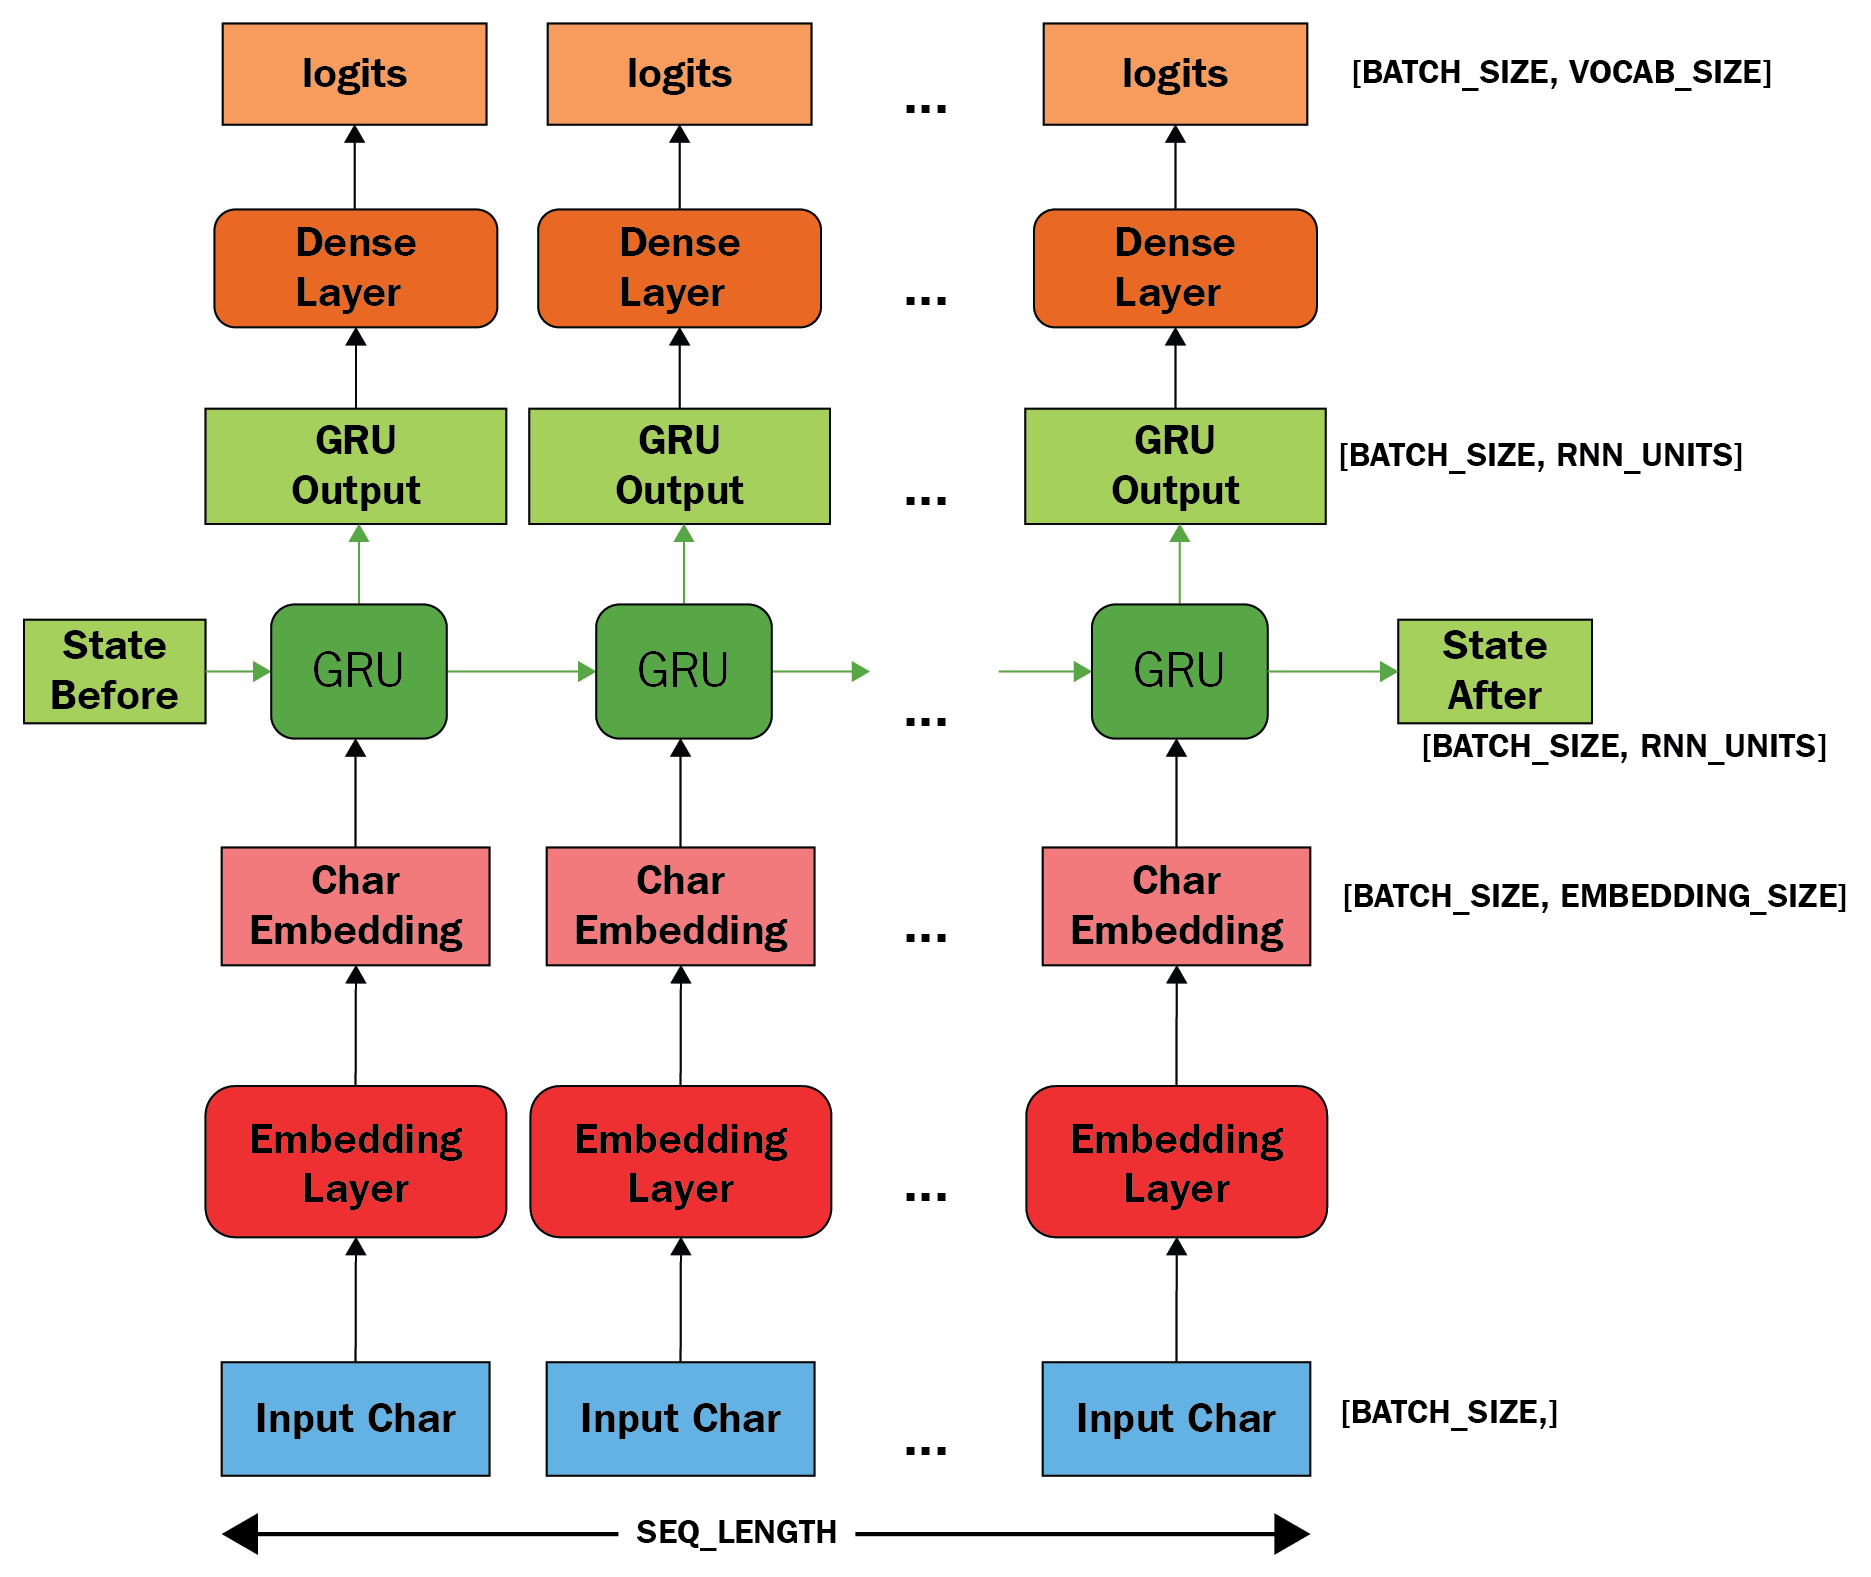 logits
logits
...
logits
[BATCH_SIZE, VOCAB_SIZE]
Dense
Layer
Dense
Layer
...
Dense
Layer
GRU
Output
GRU
Output
...
GRU
Output
[BATCH_SIZE, RNN_UNITS]
State
Before
GRU
GRU
...
GRU
State
After
[BATCH_SIZE, RNN_UNITS]
Char
Embedding
Char
Embedding
...
Char
Embedding
[BATCH_SIZE, EMBEDDING_SIZE]
Embedding
Layer
Embedding
Layer
...
Embedding
Layer
Input Char
Input Char
...
Input Char
[BATCH_SIZE,]
SEQ_LENGTH